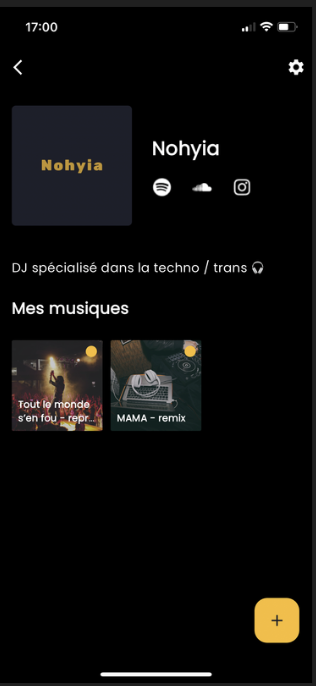 17:00
Nohyia
Nohyia
DJ spécialisé dans la techno / trans 🎧
Mes musiques
Tout le monde
s'en fou - repr...
MAMA - remix
+